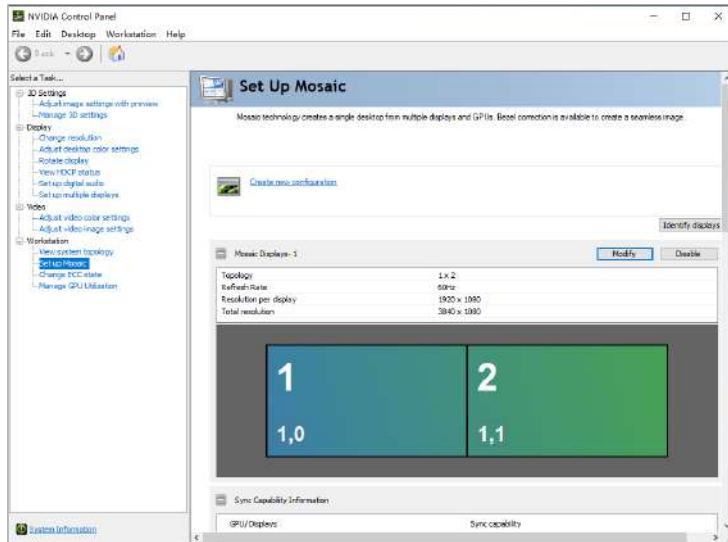 NVIDIA Control Panel
File Edit Desktop Workstation Help
Back
Select a Task...
3D Settings
Adjust image settings with preview
Manage 3D settings
Display
Change resolution
Adjust desktop color settings
Rotate display
View HDCP status
Set up digital audio
Set up multiple displays
Video
Adjust video color settings
Adjust video image settings
Workstation
View system topology
Set up Mosaic
Change ECC state
Manage GPU Utilization
System Information
Set Up Mosaic
Mosaic technology creates a single desktop from multiple displays and GPUs. Bezel correction is available to create a seamless image.
Create new configuration
Identify displays
Mosaic Displays- 1 Modify Disable
Topology 1 x 2
Refresh Rate 60Hz
Resolution per display 1920 x 1080
Total resolution 3840 x 1080
1 2
1,0 1,1
Sync Capability Information
GPU/Displays Sync capability